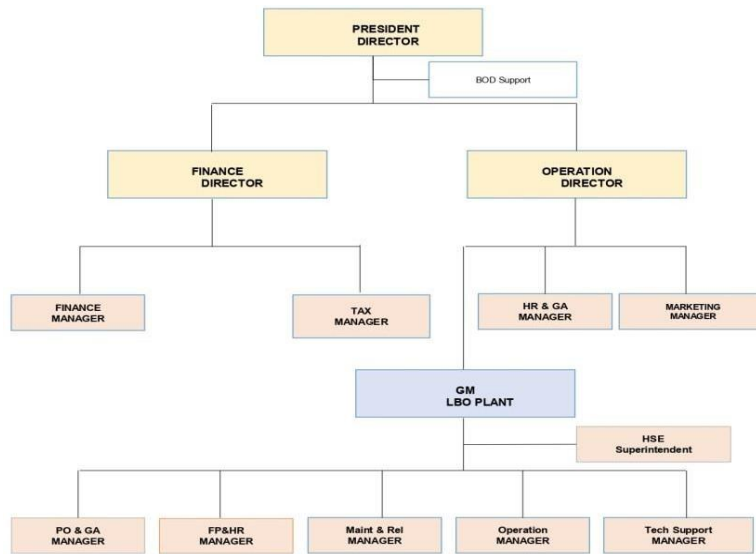 PRESIDENT
DIRECTOR
BOD Support
FINANCE
DIRECTOR
OPERATION
DIRECTOR
FINANCE
MANAGER
TAX
MANAGER
HR & GA
MANAGER
MARKETING
MANAGER
GM
LBO PLANT
HSE
Superintendent
PO & GA
MANAGER
FP&HR
MANAGER
Maint & Rel
MANAGER
Operation
MANAGER
Tech Support
MANAGER